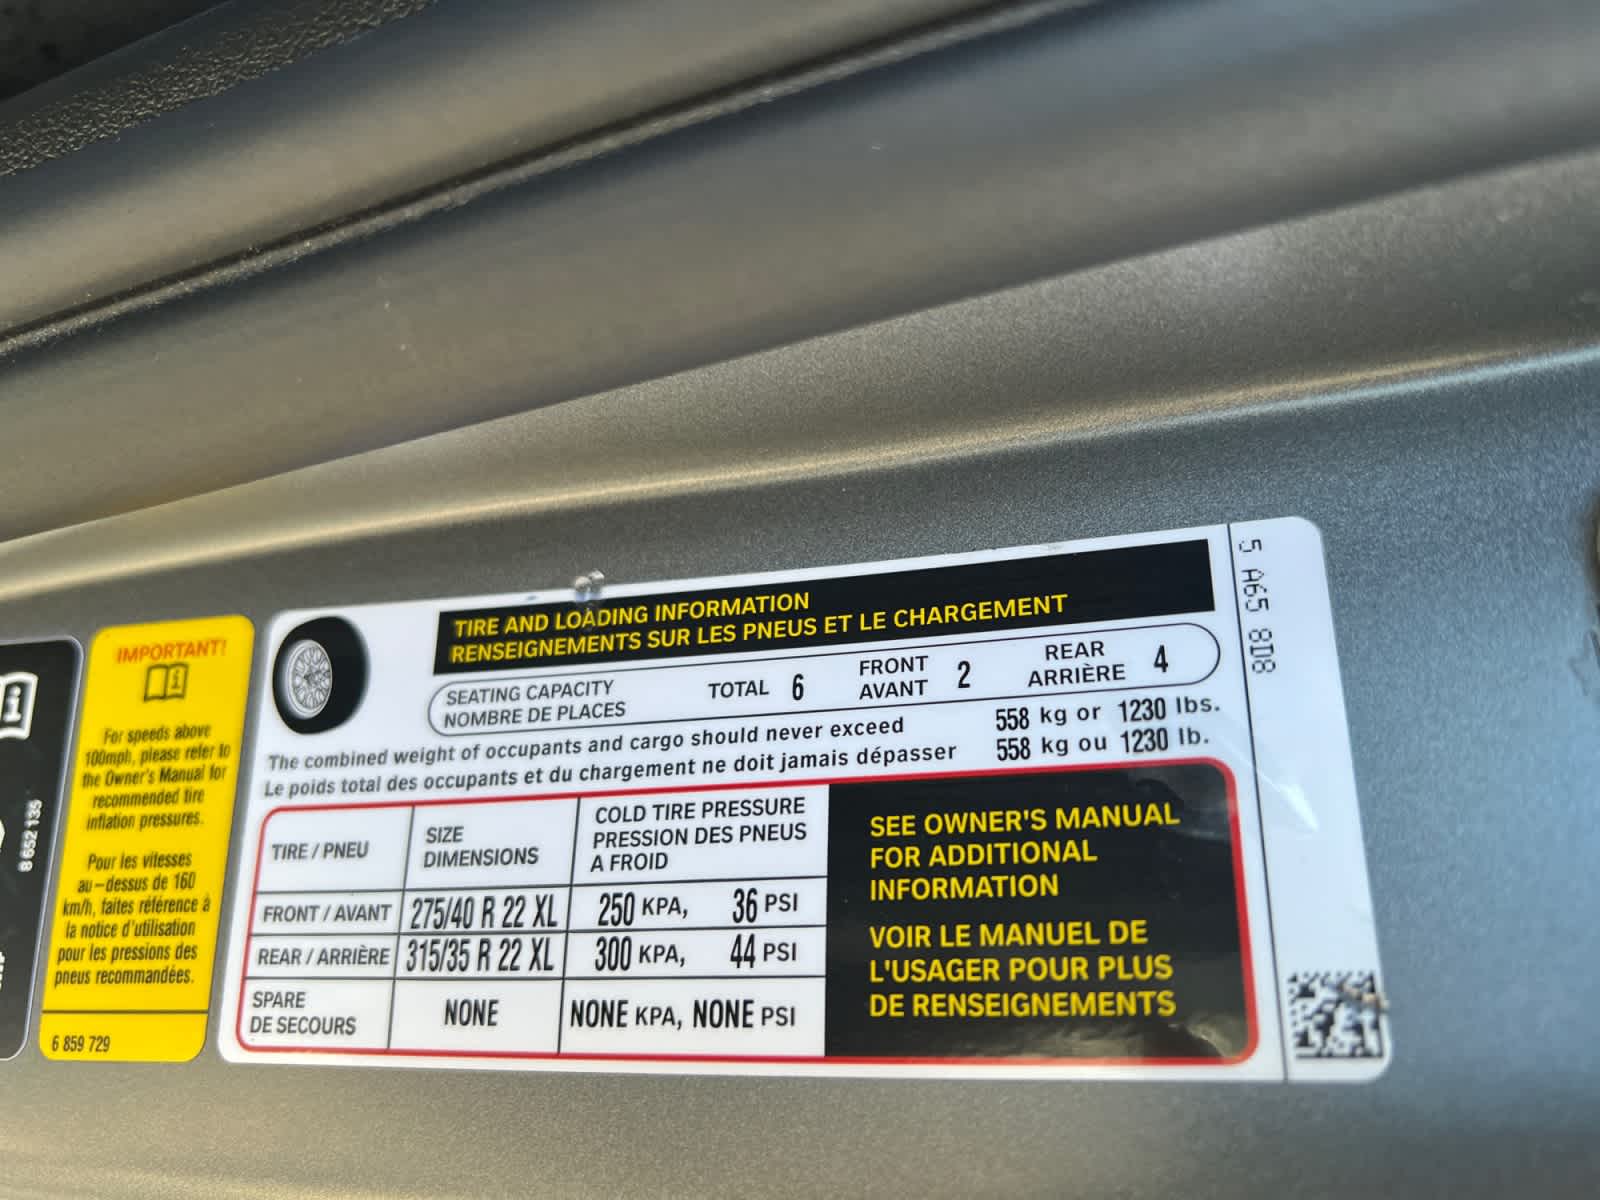 8 652 135
IMPORTANT!
For speeds above
100mph, please refer to
the Owner's Manual for
recommended tire
inflation pressures.
Pour les vitesses
au-dessus de 160
km/h, faites référence à
la notice d'utilisation
pour les pressions des
pneus recommandées.
6 859 729
TIRE AND LOADING INFORMATION
RENSEIGNEMENTS SUR LES PNEUS ET LE CHARGEMENT
SEATING CAPACITY TOTAL 6 FRONT 2 REAR 4
NOMBRE DE PLACES AVANT ARRIÈRE
The combined weight of occupants and cargo should never exceed 558 kg or 1230 lbs.
Le poids total des occupants et du chargement ne doit jamais dépasser 558 kg ou 1230 lb.
TIRE / PNEU
SIZE
DIMENSIONS
COLD TIRE PRESSURE
PRESSION DES PNEUS
A FROID
FRONT / AVANT 275/40 R 22 XL 250 KPA, 36 PSI
REAR / ARRIÈRE 315/35 R 22 XL 300 KPA, 44 PSI
SPARE
DE SECOURS
NONE
NONE KPA, NONE PSI
SEE OWNER'S MANUAL
FOR ADDITIONAL
INFORMATION
VOIR LE MANUEL DE
L'USAGER POUR PLUS
DE RENSEIGNEMENTS
5 A65 8D8